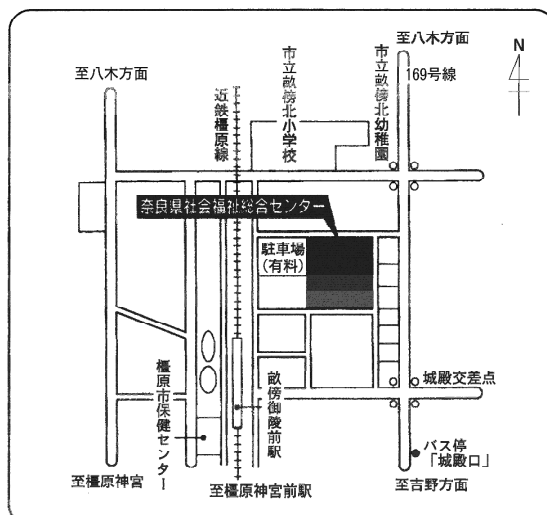 至八木方面
近鉄橿原線
市立畝傍北小学校
市立畝傍北幼稚園
至八木方面
169号線
N
奈良県社会福祉総合センター
駐車場
(有料)
橿原市保健センター
畝傍御陵前駅
城殿交差点
バス停
「城殿口」
至橿原神宮
至橿原神宮前駅
至吉野方面